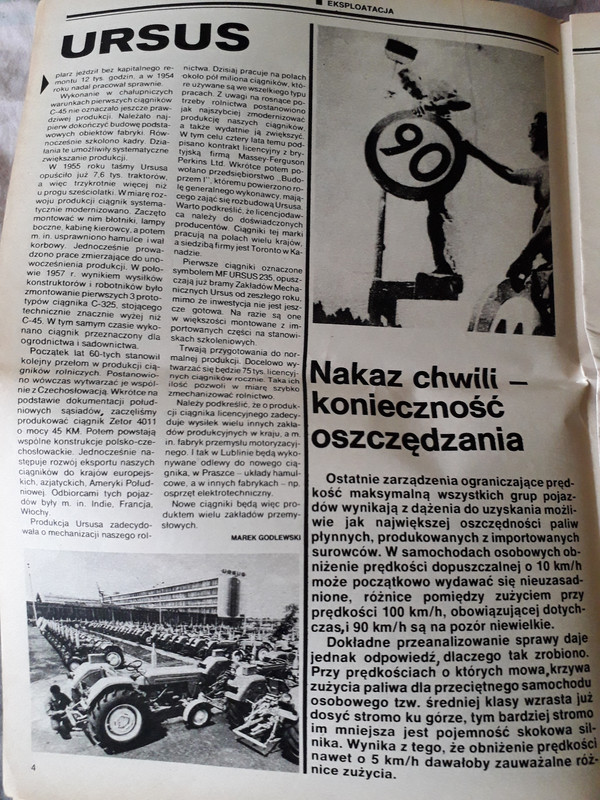 ■ EKSPLOATACJA
URSUS
plarz jeździł bez kapitalnego re-
montu 12 tys. godzin, a w 1954
roku nadal pracował sprawnie.
Wykonanie w chałupniczych
warunkach pierwszych ciągników
C-45 nie oznaczało jeszcze praw-
dziwej produkcji. Należało naj-
pierw dokończyć budowę podsta-
wowych obiektów fabryki. Rów-
nocześnie szkolono kadry. Dzia-
łania te umożliwiły systematyczne
zwiększanie produkcji.
W 1955 roku taśmy Ursusa
opuściło już 7,6 tys. traktorów,
a więc trzykrotnie więcej niż
u progu sześciolatki. W miarę roz-
woju produkcji ciągnik systema-
tycznie modernizowano. Zaczęto
montować w nim błotniki, lampy
boczne, kabinę kierowcy, a potem
m. in. usprawniono hamulce i wał
korbowy. Jednocześnie prowa-
dzono prace zmierzające do uno-
wocześnienia produkcji. W poło-
wie 1957 r. wynikiem wysiłków
konstruktorów i robotników było
zmontowanie pierwszych 3 proto-
typów ciągnika C-325, stojącego
technicznie znacznie wyżej niż
C-45. W tym samym czasie wyko-
nano ciągnik przeznaczony dla
ogrodnictwa i sadownictwa.
Początek lat 60-tych stanowił
kolejny przełom w produkcji cią-
gników rolniczych. Postanowio-
no wówczas wytwarzać je wspól-
nie z Czechosłowacją. Wkrótce na
podstawie dokumentacji połud-
niowych sąsiadów, zaczęliśmy
produkować ciągnik Zetor 4011
o mocy 45 KM. Potem powstają
wspólne konstrukcje polsko-cze-
chosłowackie. Jednocześnie na-
stępuje rozwój eksportu naszych
ciągników do krajów europejs-
kich, azjatyckich, Ameryki Połud-
niowej. Odbiorcami tych pojaz-
dów były m. in. Indie, Francja,
Włochy.
Produkcja Ursusa zadecydo-
wała o mechanizacji naszego rol-
nictwa. Dzisiaj pracuje na polach
około pół miliona ciągników, któ-
re używane są we wszelkiego typu
pracach. Z uwagi na rosnące po-
trzeby rolnictwa postanowiono
jak najszybciej zmodernizować
produkcję naszych ciągników,
a także wydatnie ją zwiększyć.
W tym celu cztery lata temu pod-
pisano kontrakt licencyjny z bry-
tyjską firmą Massey-Ferguson
Perkins Ltd. Wkrótce potem po-
wołano przedsiębiorstwo „Budo-
przem I", któremu powierzono ro-
lę generalnego wykonawcy, mają-
cego zająć się rozbudową Ursusa.
Warto podkreślić, że licencjodaw-
ca należy do doświadczonych
producentów. Ciągniki tej marki
pracują na polach wielu krajów,
a siedzibą firmy jest Toronto w Ka-
nadzie.
Pierwsze ciągniki oznaczone
symbolem MF URSUS 235, opusz-
czają już bramy Zakładów Mecha-
nicznych Ursus od zeszłego roku,
mimo że inwestycja nie jest jesz-
cze gotowa. Na razie są one
w większości montowane z im-
portowanych części na stanowi-
skach szkoleniowych.
Trwają przygotowania do nor-
malnej produkcji. Docelowo wy-
twarzać się będzie 75 tys. licencyj-
nych ciągników rocznie. Taka ich
ilość pozwoli w miarę szybko
zmechanizować rolnictwo.
Należy podkreślić, że o produk-
cji ciągnika licencyjnego zadecy-
duje wysiłek wielu innych zakła-
dów produkcyjnych w kraju, a m.
in. fabryk przemysłu motoryzacyj-
nego. I tak w Lublinie będą wyko-
nywane odlewy do nowego cią-
gnika, w Praszce – układy hamul-
cowe, a w innych fabrykach – np.
osprzęt elektrotechniczny.
Nowe ciągniki będą więc pro-
duktem wielu zakładów przemy-
słowych.
MAREK GODLEWSKI
URSUS
4
90
Nakaz chwili –
konieczność
oszczędzania
Ostatnie zarządzenia ograniczające pręd-
kość maksymalną wszystkich grup pojaz-
dów wynikają z dążenia do uzyskania możli-
wie jak największej oszczędności paliw
płynnych, produkowanych z importowanych
surowców. W samochodach osobowych ob-
niżenie prędkości dopuszczalnej o 10 km/h
może początkowo wydawać się nieuzasad-
nione, różnice pomiędzy zużyciem przy
prędkości 100 km/h, obowiązującej dotych-
czas,i 90 km/h są na pozór niewielkie.
Dokładne przeanalizowanie sprawy daje
jednak odpowiedź, dlaczego tak zrobiono.
Przy prędkościach o których mowa,krzywa
zużycia paliwa dla przeciętnego samochodu
osobowego tzw. średniej klasy wzrasta już
dosyć stromo ku górze, tym bardziej stromo
im mniejsza jest pojemność skokowa sil-
nika. Wynika z tego, że obniżenie prędkości
nawet o 5 km/h dawałoby zauważalne róż-
nice zużycia.